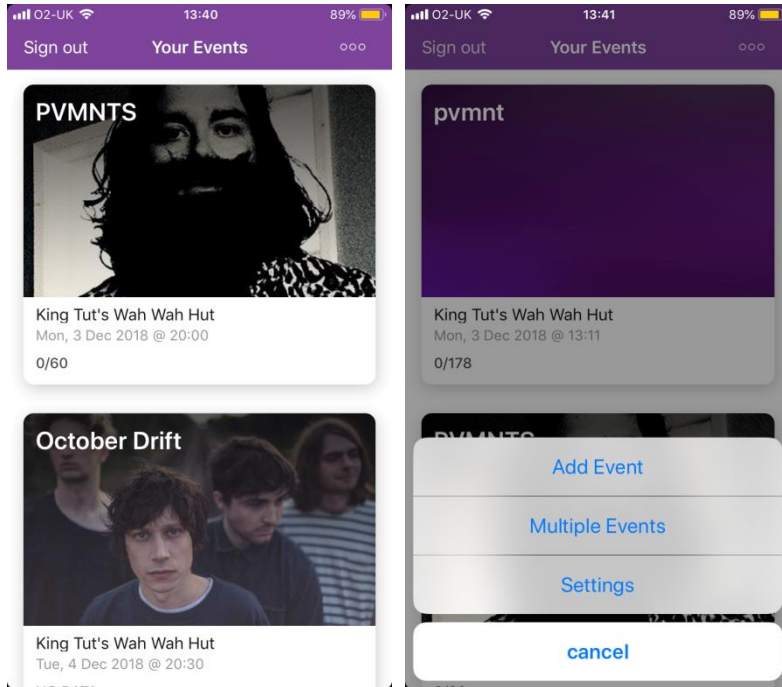 O2-UK 13:40 89%
Sign out Your Events
PVMNTS
King Tut's Wah Wah Hut
Mon, 3 Dec 2018 @ 20:00
0/60
October Drift
King Tut's Wah Wah Hut
Tue, 4 Dec 2018 @ 20:30
O2-UK 13:41 89%
Sign out Your Events
pvmnt
King Tut's Wah Wah Hut
Mon, 3 Dec 2018 @ 13:11
0/178
Add Event
Multiple Events
Settings
cancel